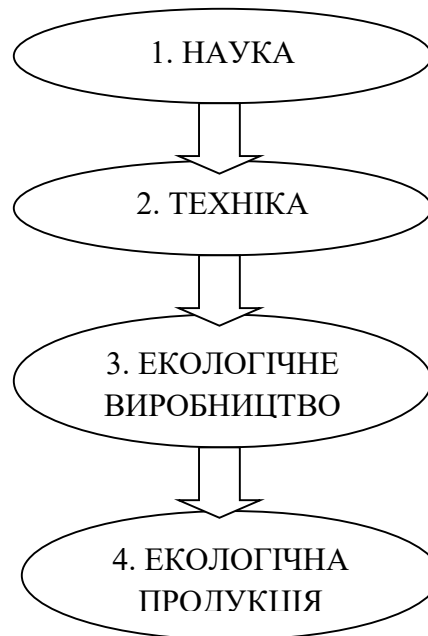 1. НАУКА
2. ТЕХНІКА
3. ЕКОЛОГІЧНЕ
ВИРОБНИЦТВО
4. ЕКОЛОГІЧНА
ПРОДУКЦІЯ